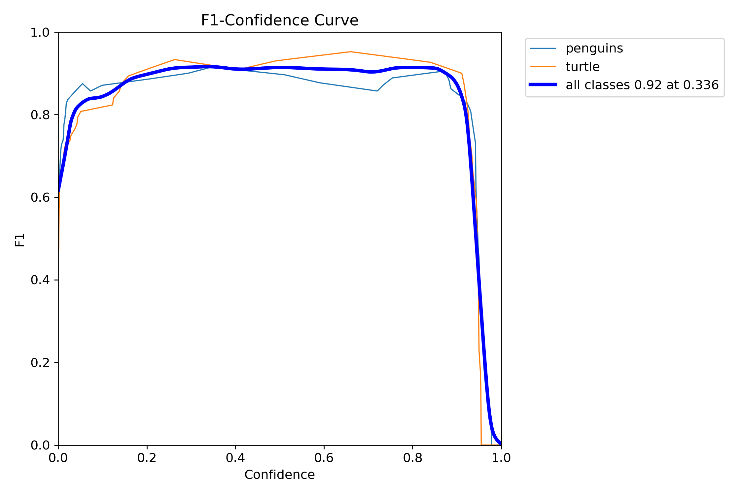 F1-Confidence Curve
penguins
turtle
all classes 0.92 at 0.336
1.0
0.8
0.6
0.4
0.2
0.0
F1
0.0 0.2 0.4 0.6 0.8 1.0
Confidence